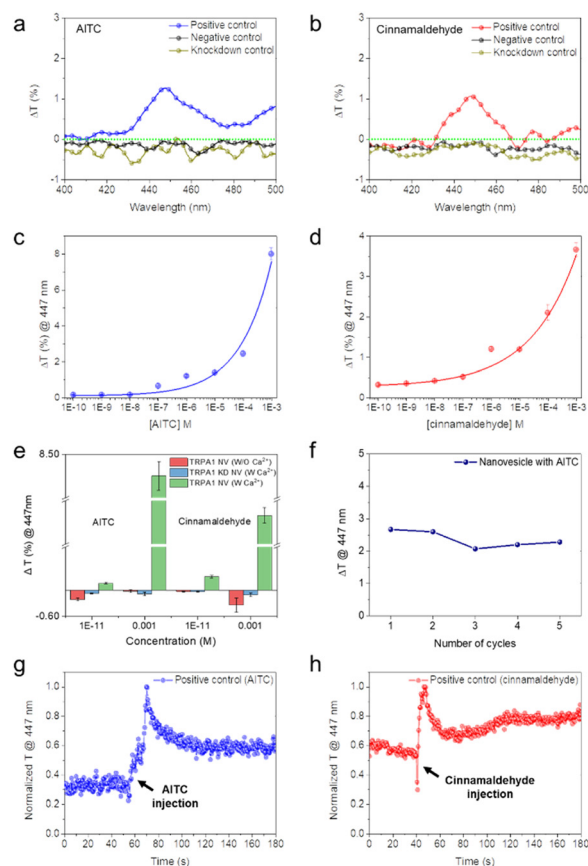 a
AITC
Positive control
Negative control
Knockdown control
ΔT (%)
3
2
1
0
-1
400 420 440 460 480 500
Wavelength (nm)
b
Cinnamaldehyde
Positive control
Negative control
Knockdown control
ΔT (%)
3
2
1
0
-1
400 420 440 460 480 500
Wavelength (nm)
c
ΔT (%) @ 447 nm
8
6
4
2
0
1E-10 1E-9 1E-8 1E-7 1E-6 1E-5 1E-4 1E-3
[AITC] M
d
ΔT (%) @ 447 nm
4
3
2
1
0
1E-10 1E-9 1E-8 1E-7 1E-6 1E-5 1E-4 1E-3
[cinnamaldehyde] M
e
8.50
TRPA1 NV (W/O Ca²⁺)
TRPA1 KD NV (W Ca²⁺)
TRPA1 NV (W Ca²⁺)
AITC
Cinnamaldehyde
Δ T (%) @ 447nm
-0.60
1E-11 0.001 1E-11 0.001
Concentration (M)
f
Nanovesicle with AITC
ΔT @ 447 nm
5
4
3
2
1
0
1 2 3 4 5
Number of cycles
g
Positive control (AITC)
Normalized T @ 447 nm
1.0
0.8
0.6
0.4
0.2
0.0
AITC
injection
0 20 40 60 80 100 120 140 160 180
Time (s)
h
Positive control (cinnamaldehyde)
Normalized T @ 447 nm
1.0
0.8
0.6
0.4
0.2
0.0
Cinnamaldehyde
injection
0 20 40 60 80 100 120 140 160 180
Time (s)